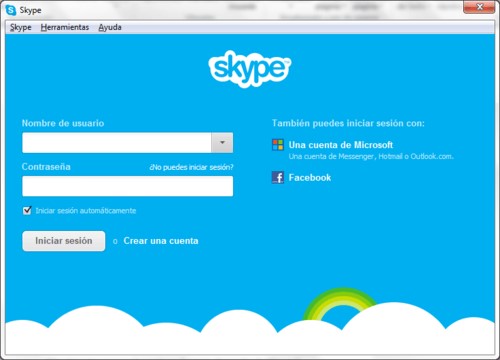 Skype
Skype Herramientas Ayuda
skype™
Nombre de usuario
Contraseña
¿No puedes iniciar sesión?
Iniciar sesión automáticamente
Iniciar sesión o Crear una cuenta
También puedes iniciar sesión con:
Una cuenta de Microsoft
Una cuenta de Messenger, Hotmail o Outlook.com.
Facebook